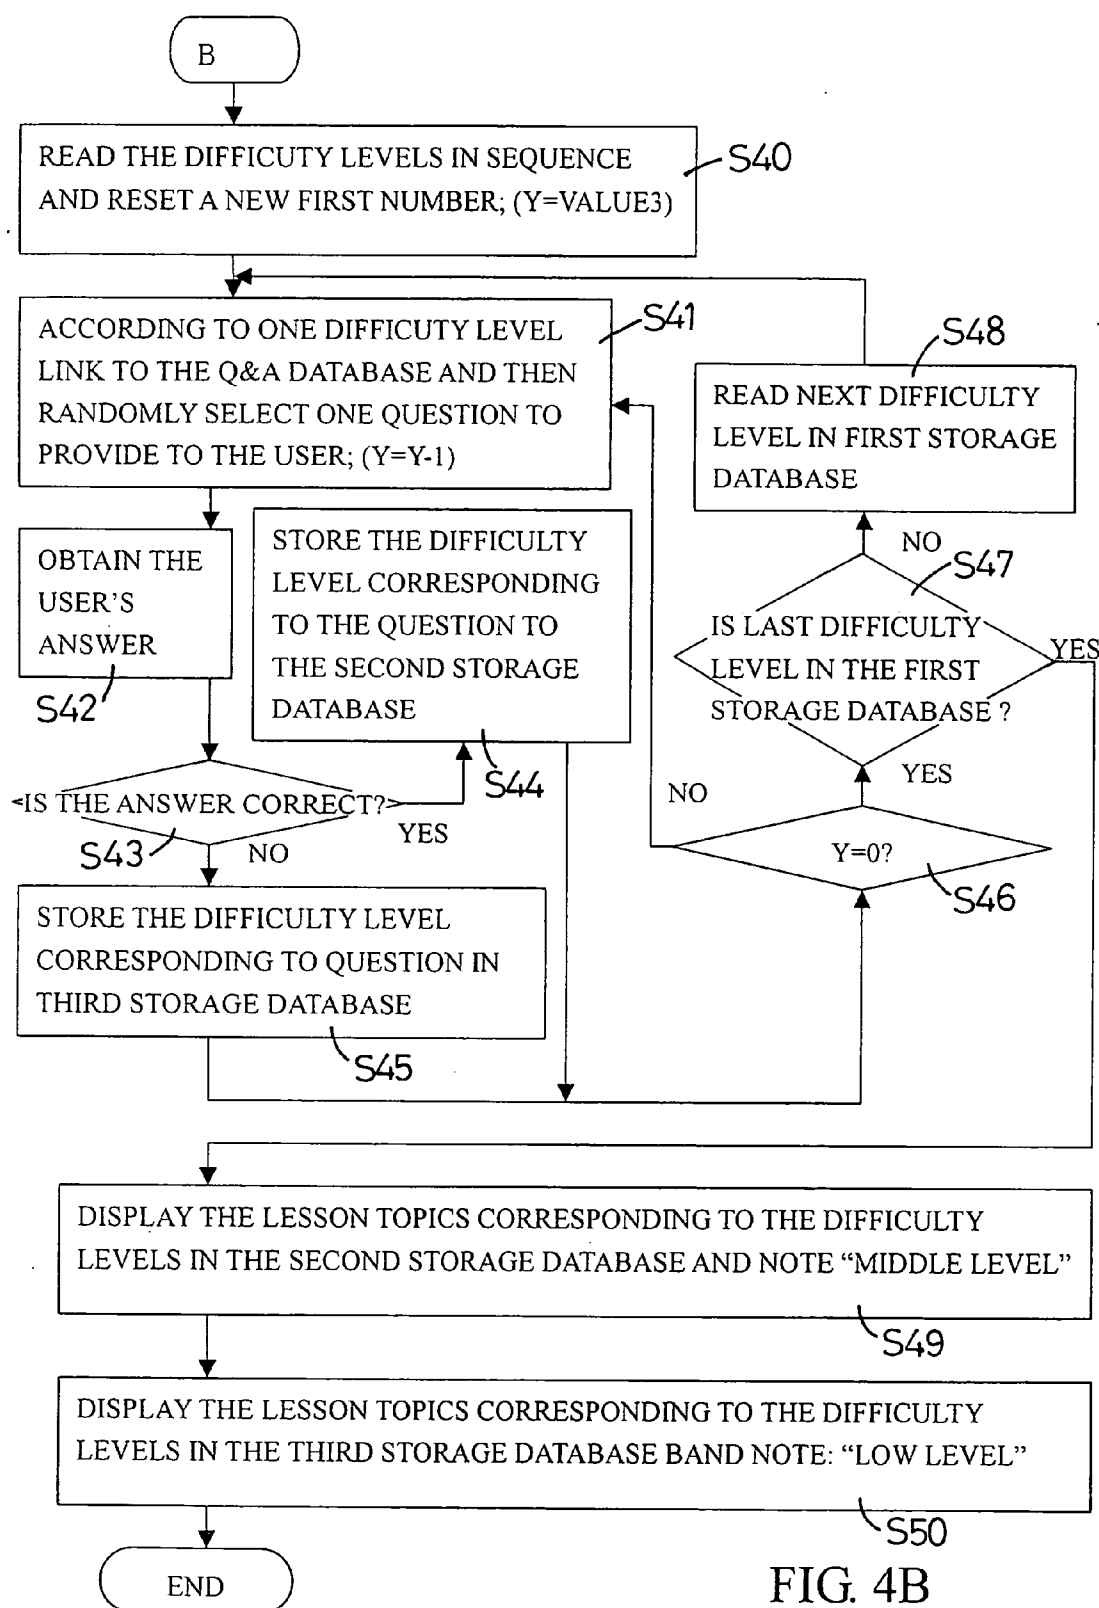 B
READ THE DIFFICUTY LEVELS IN SEQUENCE
AND RESET A NEW FIRST NUMBER; (Y=VALUE3)
S40
ACCORDING TO ONE DIFFICUTY LEVEL
LINK TO THE Q&A DATABASE AND THEN
RANDOMLY SELECT ONE QUESTION TO
PROVIDE TO THE USER; (Y=Y-1)
S41
OBTAIN THE
USER'S
ANSWER
S42
IS THE ANSWER CORRECT?
S43
YES
NO
STORE THE DIFFICULTY
LEVEL CORRESPONDING
TO THE QUESTION TO
THE SECOND STORAGE
DATABASE
S44
STORE THE DIFFICULTY LEVEL
CORRESPONDING TO QUESTION IN
THIRD STORAGE DATABASE
S45
Y=0?
S46
NO
YES
IS LAST DIFFICULTY
LEVEL IN THE FIRST
STORAGE DATABASE ?
S47
NO
YES
READ NEXT DIFFICULTY
LEVEL IN FIRST STORAGE
DATABASE
S48
DISPLAY THE LESSON TOPICS CORRESPONDING TO THE DIFFICUTY
LEVELS IN THE SECOND STORAGE DATABASE AND NOTE “MIDDLE LEVEL”
S49
DISPLAY THE LESSON TOPICS CORRESPONDING TO THE DIFFICUTY
LEVELS IN THE THIRD STORAGE DATABASE BAND NOTE: “LOW LEVEL”
S50
END
FIG. 4B